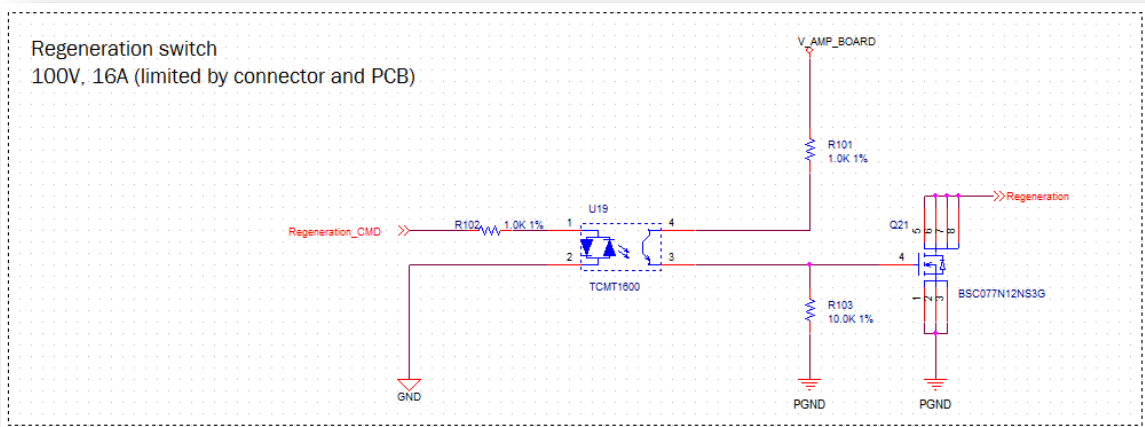 Regeneration switch
100V, 16A (limited by connector and PCB)
V_AMP_BOARD
R101
1.0K 1%
Regeneration
U19
Q21
5
6
7
8
Regeneration_CMD
R102
1.0K 1%
1
4
2
3
4
TCMT1600
BSC077N12NS3G
1
2
3
R103
10.0K 1%
GND
PGND
PGND